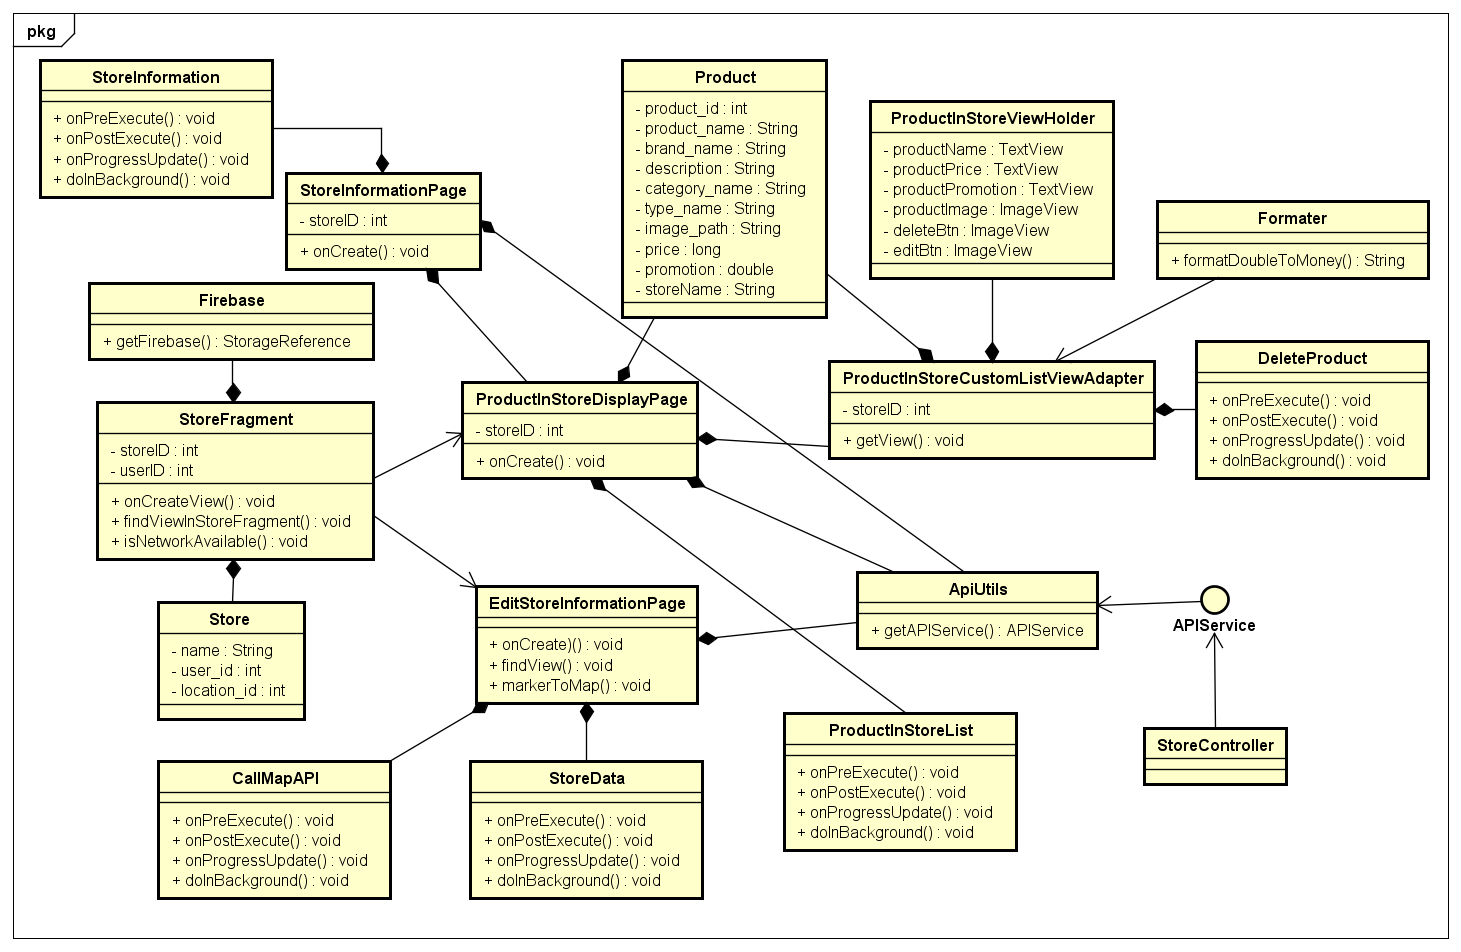 pkg
StoreInformation
+ onPreExecute() : void
+ onPostExecute() : void
+ onProgressUpdate() : void
+ doInBackground() : void
StoreInformationPage
- storeID : int
+ onCreate() : void
Product
- product_id : int
- product_name : String
- brand_name : String
- description : String
- category_name : String
- type_name : String
- image_path : String
- price : long
- promotion : double
- storeName : String
ProductInStoreViewHolder
- productName : TextView
- productPrice : TextView
- productPromotion : TextView
- productImage : ImageView
- deleteBtn : ImageView
- editBtn : ImageView
Formater
+ formatDoubleToMoney() : String
Firebase
+ getFirebase() : StorageReference
StoreFragment
- storeID : int
- userID : int
+ onCreateView() : void
+ findViewInStoreFragment() : void
+ isNetworkAvailable() : void
ProductInStoreDisplayPage
- storeID : int
+ onCreate() : void
ProductInStoreCustomListViewAdapter
- storeID : int
+ getView() : void
DeleteProduct
+ onPreExecute() : void
+ onPostExecute() : void
+ onProgressUpdate() : void
+ doInBackground() : void
Store
- name : String
- user_id : int
- location_id : int
EditStoreInformationPage
+ onCreate)() : void
+ findView() : void
+ markerToMap() : void
ApiUtils
+ getAPIService() : APIService
APIService
StoreController
CallMapAPI
+ onPreExecute() : void
+ onPostExecute() : void
+ onProgressUpdate() : void
+ doInBackground() : void
StoreData
+ onPreExecute() : void
+ onPostExecute() : void
+ onProgressUpdate() : void
+ doInBackground() : void
ProductInStoreList
+ onPreExecute() : void
+ onPostExecute() : void
+ onProgressUpdate() : void
+ doInBackground() : void